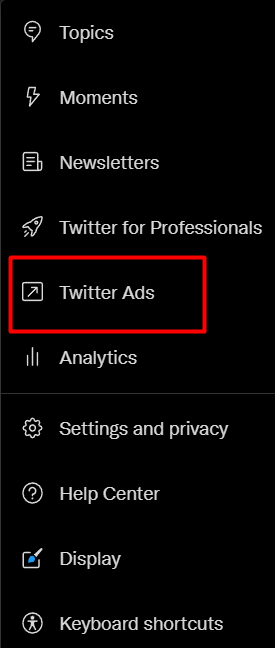 Topics
Moments
Newsletters
Twitter for Professionals
Twitter Ads
Analytics
Settings and privacy
Help Center
Display
Keyboard shortcuts